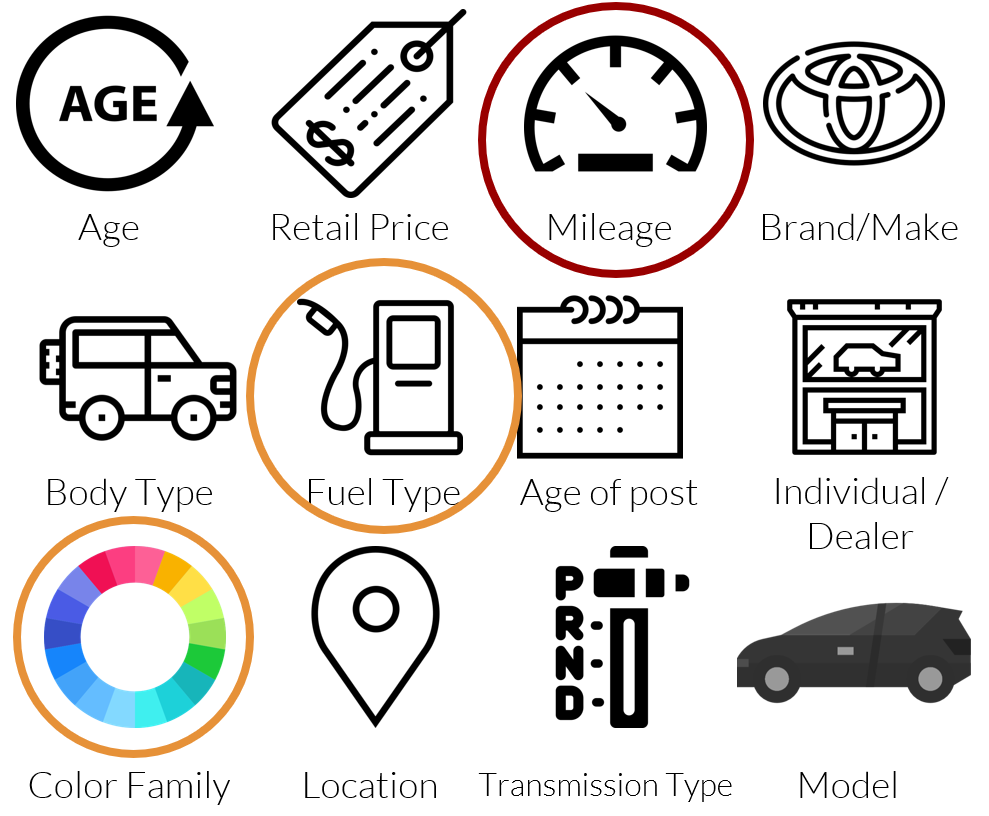 AGE
$
Age
Retail Price
Mileage
Brand/Make
Body Type
Fuel Type
Age of post
Individual /
Dealer
P
R
N
D
Color Family
Location
Transmission Type
Model